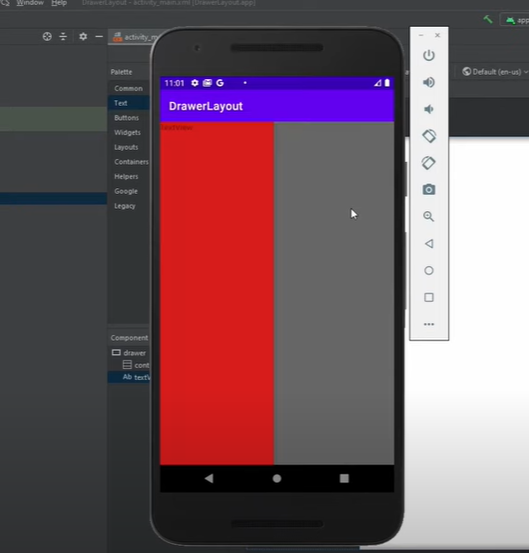 Window Help DrawerLayout - activity_main.xml [DrawerLayout.app]
app
activity_m
Palette
Default (en-us)
Common
Text
Buttons
Widgets
Layouts
Containers
Helpers
Google
Legacy
11:01 G
DrawerLayout
TextView
Component
drawer
cont
Ab textV